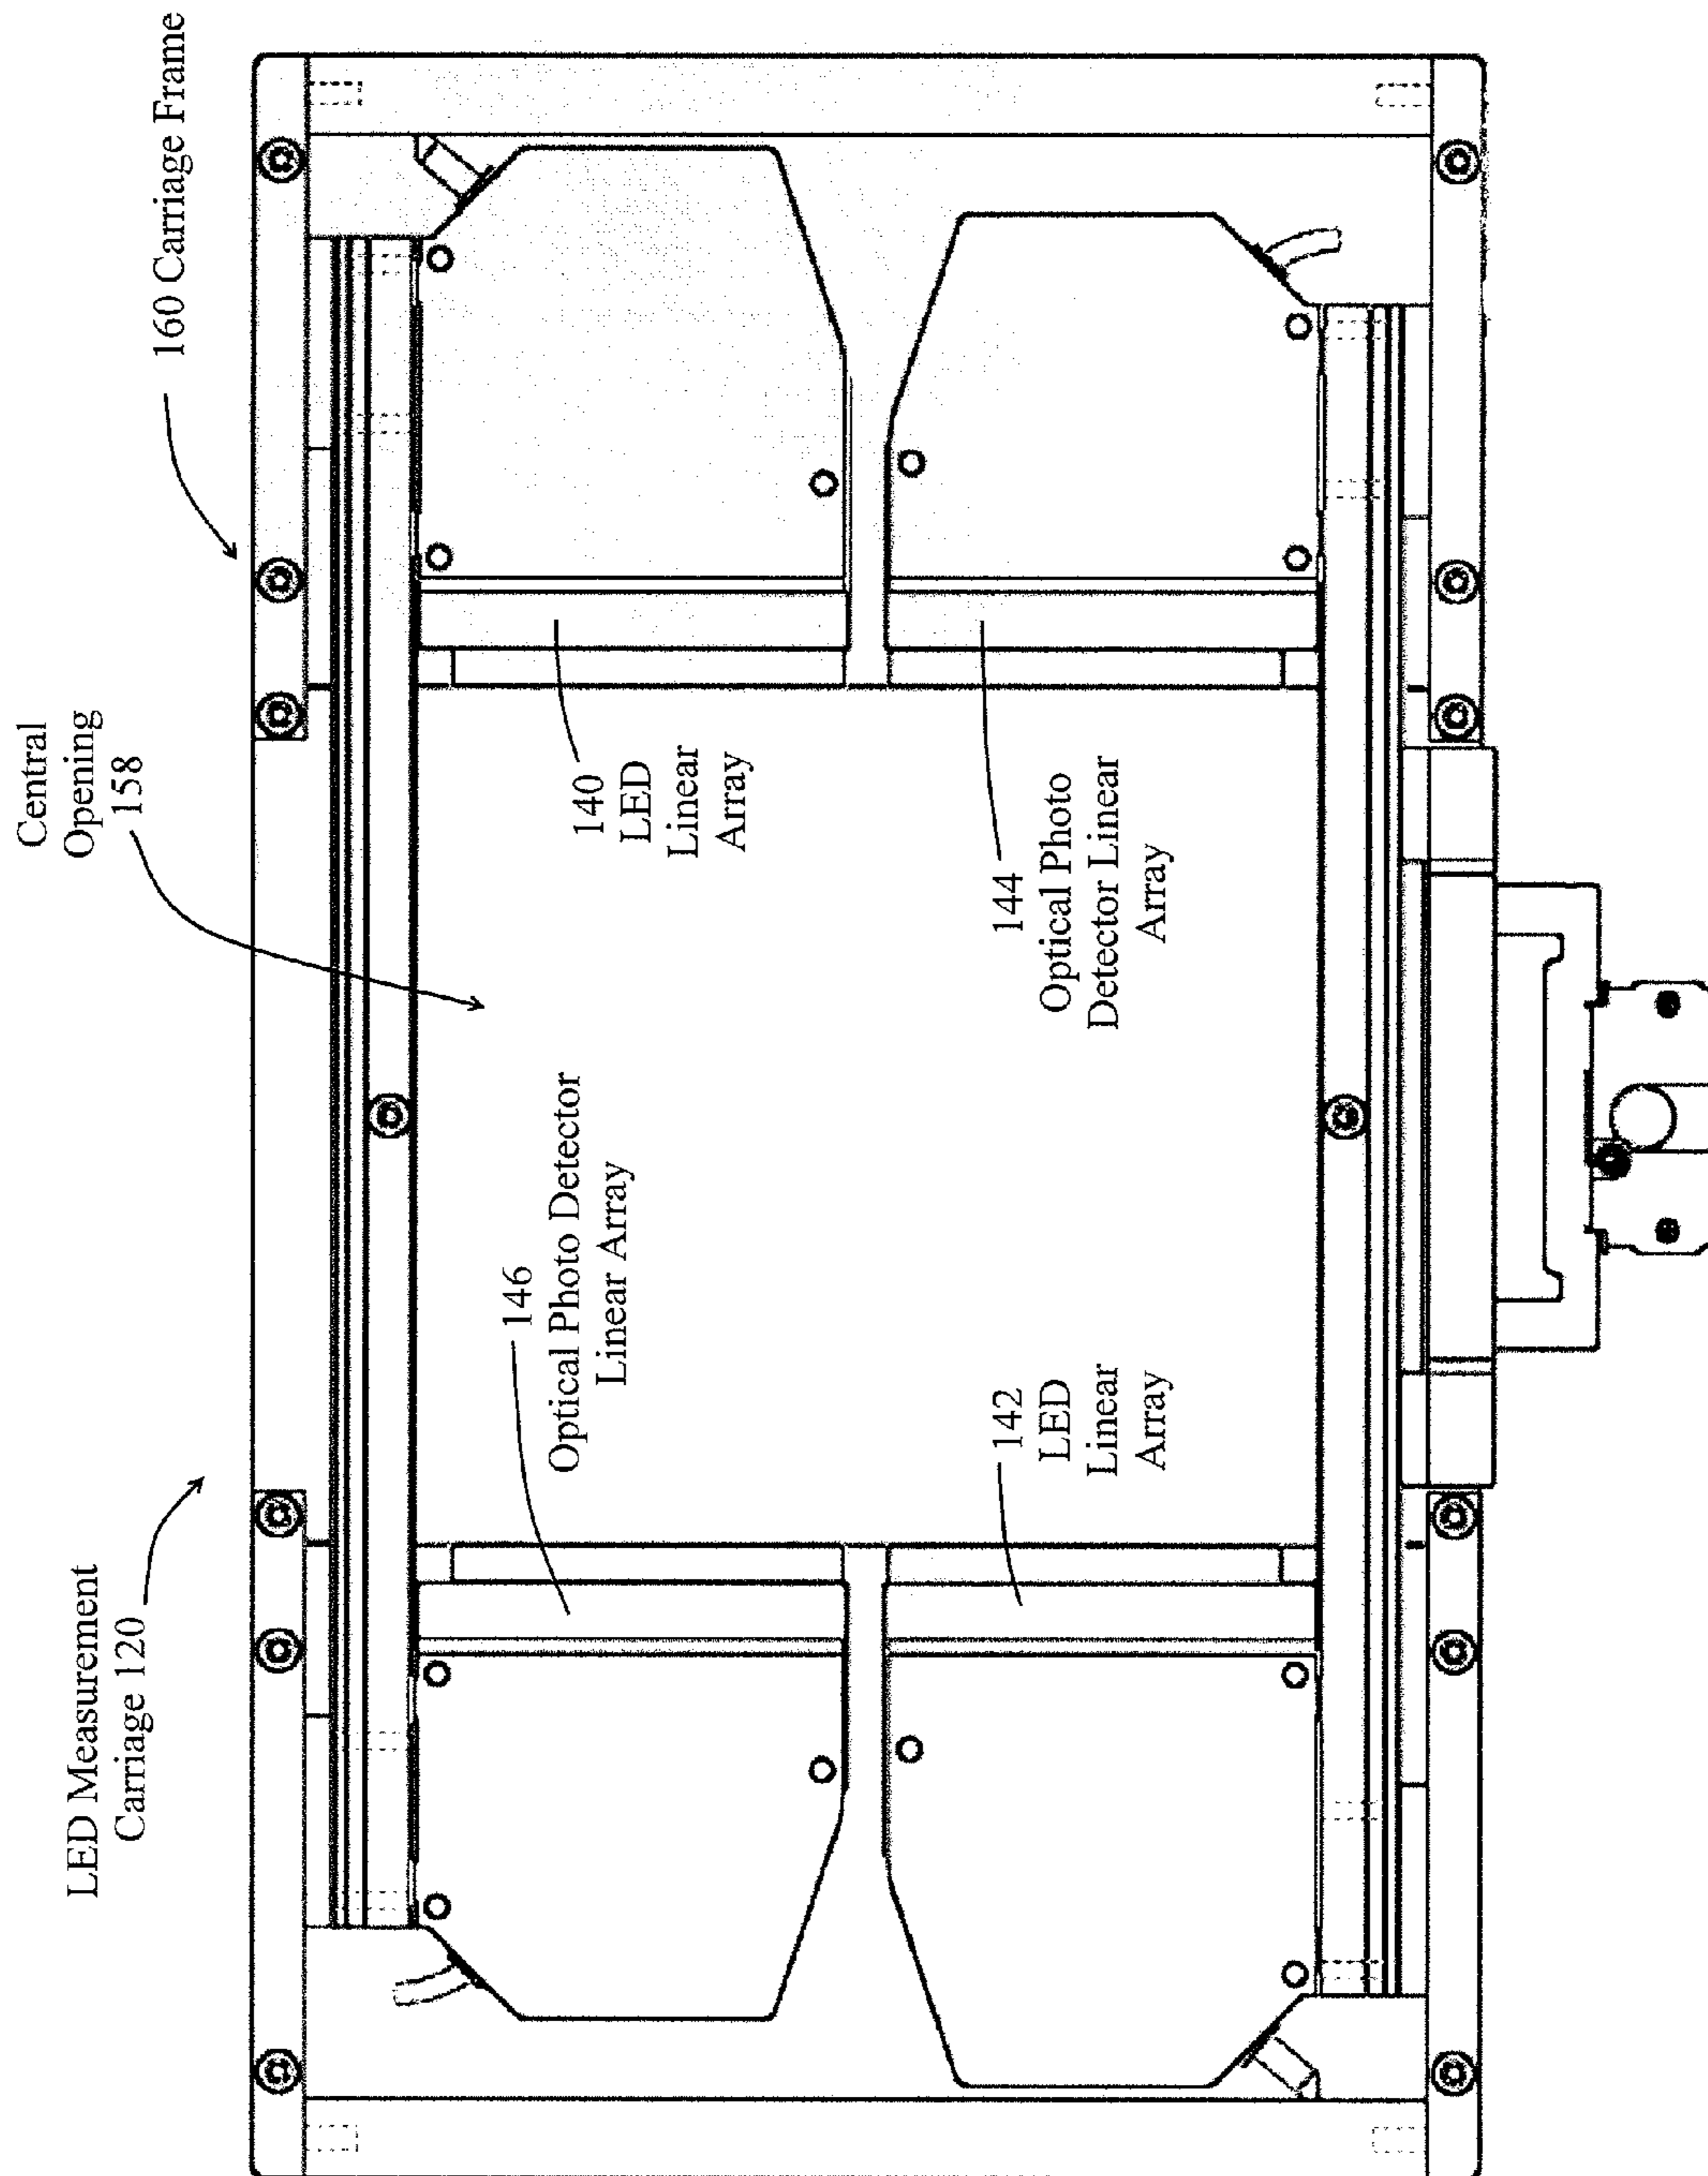 LED Measurement
Carriage 120
Central
Opening
158
160 Carriage Frame
146
Optical Photo Detector
Linear Array
140
LED
Linear
Array
142
LED
Linear
Array
144
Optical Photo
Detector Linear
Array